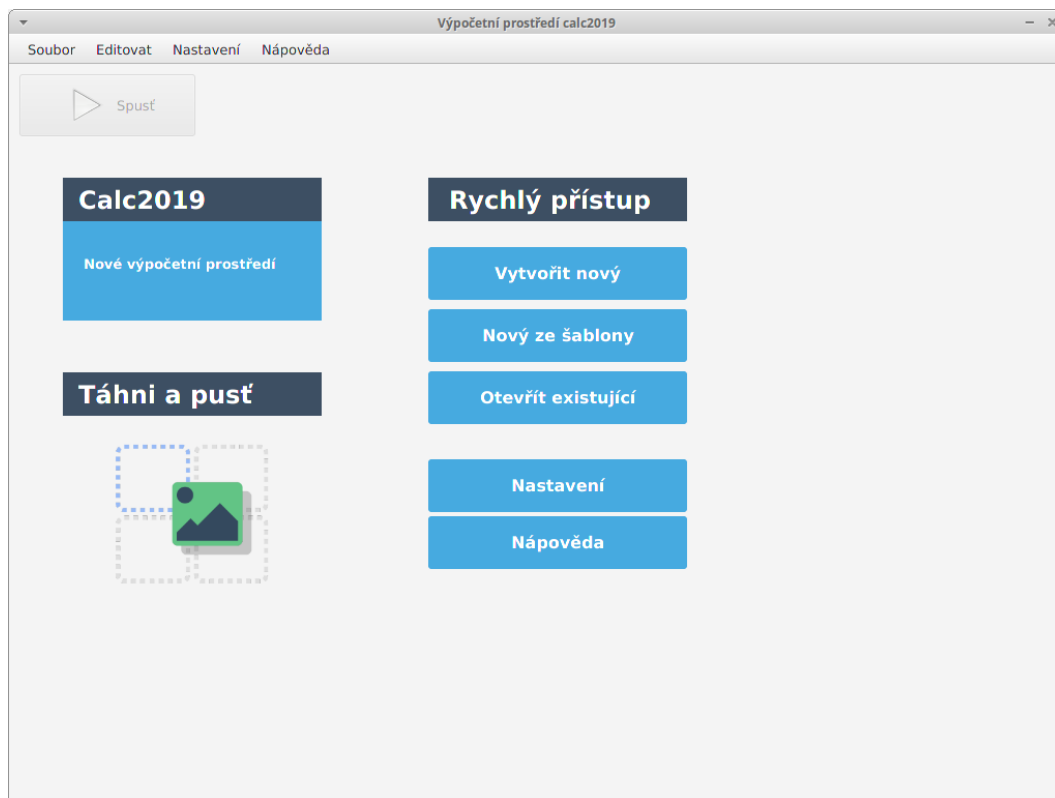 Výpočetní prostředí calc2019
Soubor Editovat Nastavení Nápověda
Spusť
Calc2019
Nové výpočetní prostředí
Táhni a pusť
Rychlý přístup
Vytvořit nový
Nový ze šablony
Otevřít existující
Nastavení
Nápověda